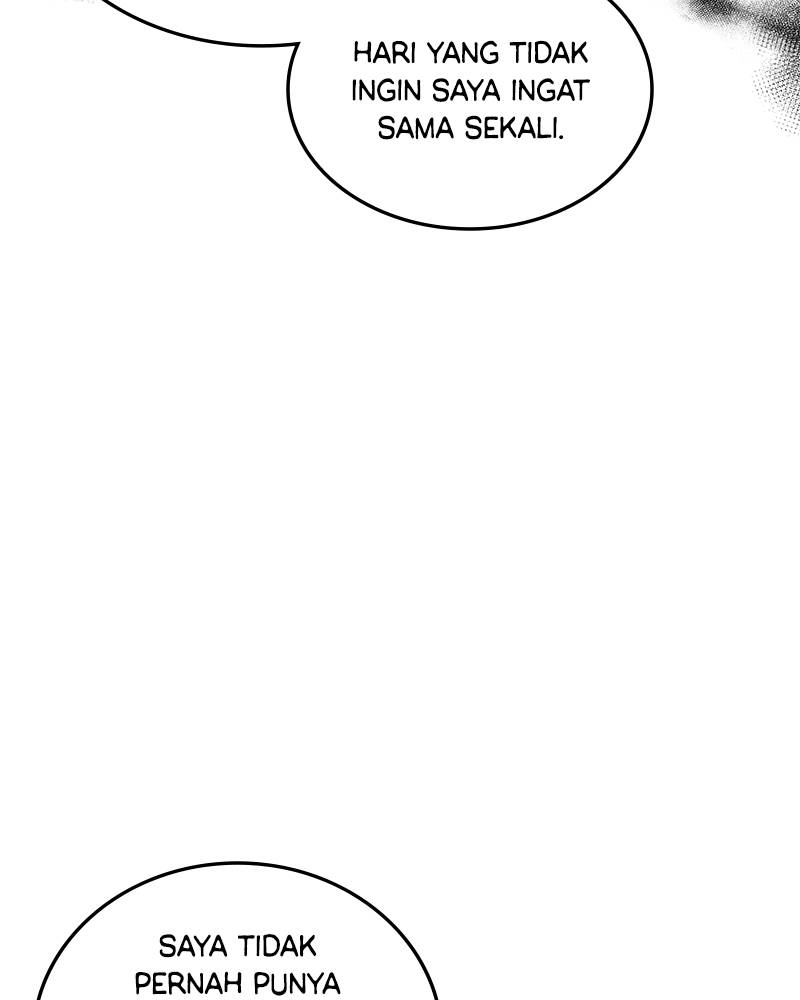 HARI YANG TIDAK
INGIN SAYA INGAT
SAMA SEKALI.
SAYA TIDAK
PERNAH PUNYA